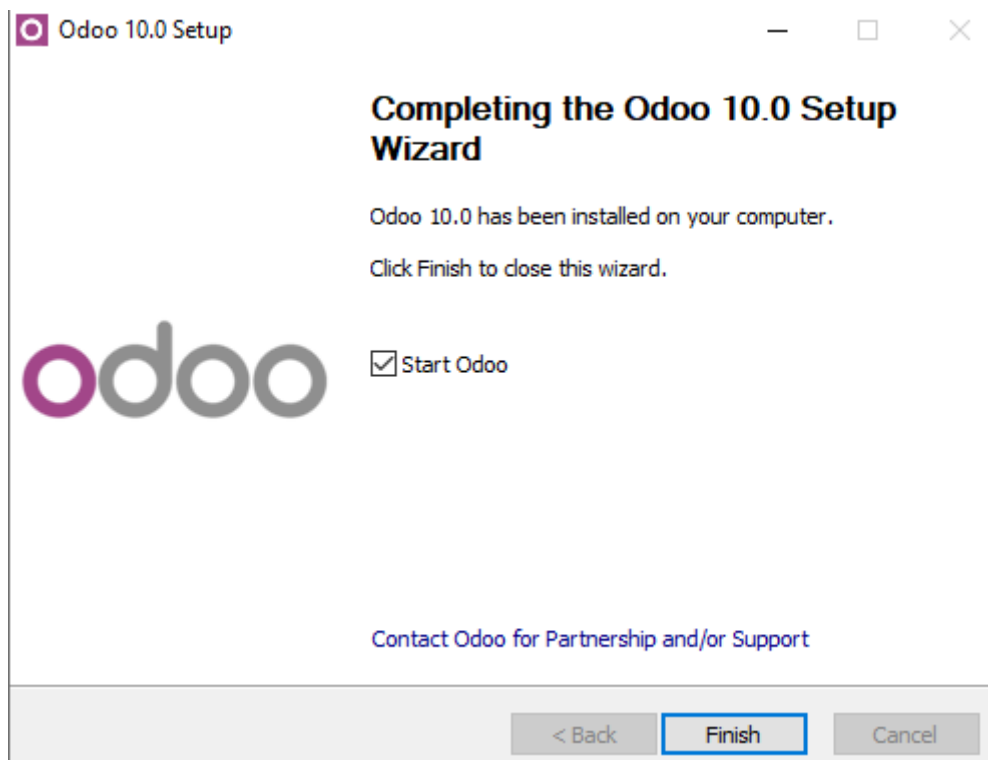 Odoo 10.0 Setup
Completing the Odoo 10.0 Setup
Wizard
Odoo 10.0 has been installed on your computer.
Click Finish to close this wizard.
odoo
Start Odoo
Contact Odoo for Partnership and/or Support
< Back
Finish
Cancel